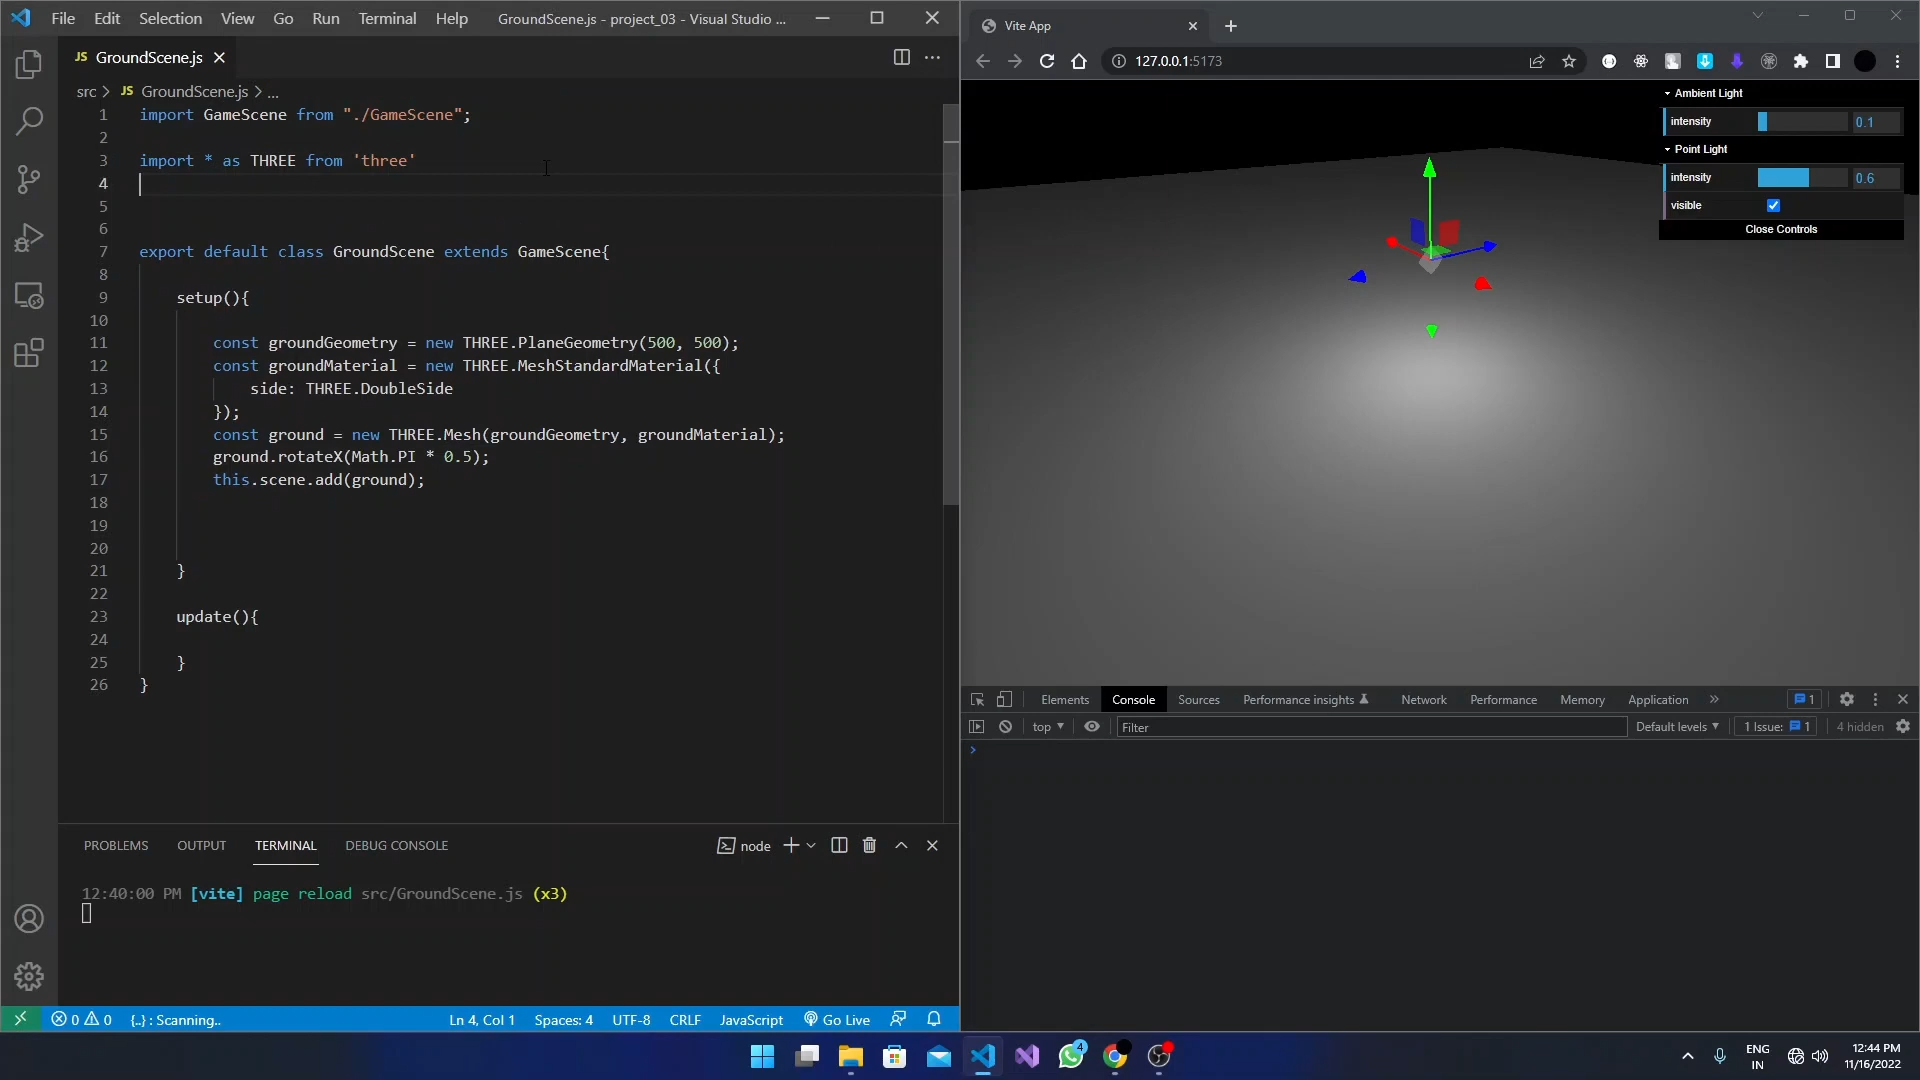 File Edit Selection View Go Run Terminal Help GroundScene.js - project_03 - Visual Studio ...
JS GroundScene.js
src > JS GroundScene.js > ...
1 import GameScene from "./GameScene";
2
3 import * as THREE from 'three'
4
5
6
7 export default class GroundScene extends GameScene{
8
9 setup(){
10
11 const groundGeometry = new THREE.PlaneGeometry(500, 500);
12 const groundMaterial = new THREE.MeshStandardMaterial({
13 side: THREE.DoubleSide
14 });
15 const ground = new THREE.Mesh(groundGeometry, groundMaterial);
16 ground.rotateX(Math.PI * 0.5);
17 this.scene.add(ground);
18
19
20
21 }
22
23 update(){
24
25 }
26 }
PROBLEMS OUTPUT TERMINAL DEBUG CONSOLE node
12:40:00 PM [vite] page reload src/GroundScene.js (x3)
0 0 {..} : Scanning.. Ln 4, Col 1 Spaces: 4 UTF-8 CRLF JavaScript Go Live
Vite App
127.0.0.1:5173
Ambient Light
intensity 0.1
Point Light
intensity 0.6
visible
Close Controls
Elements Console Sources Performance insights Network Performance Memory Application » 1
top Filter Default levels 1 Issue: 1 4 hidden
>
4
ENG
IN
12:44 PM
11/16/2022